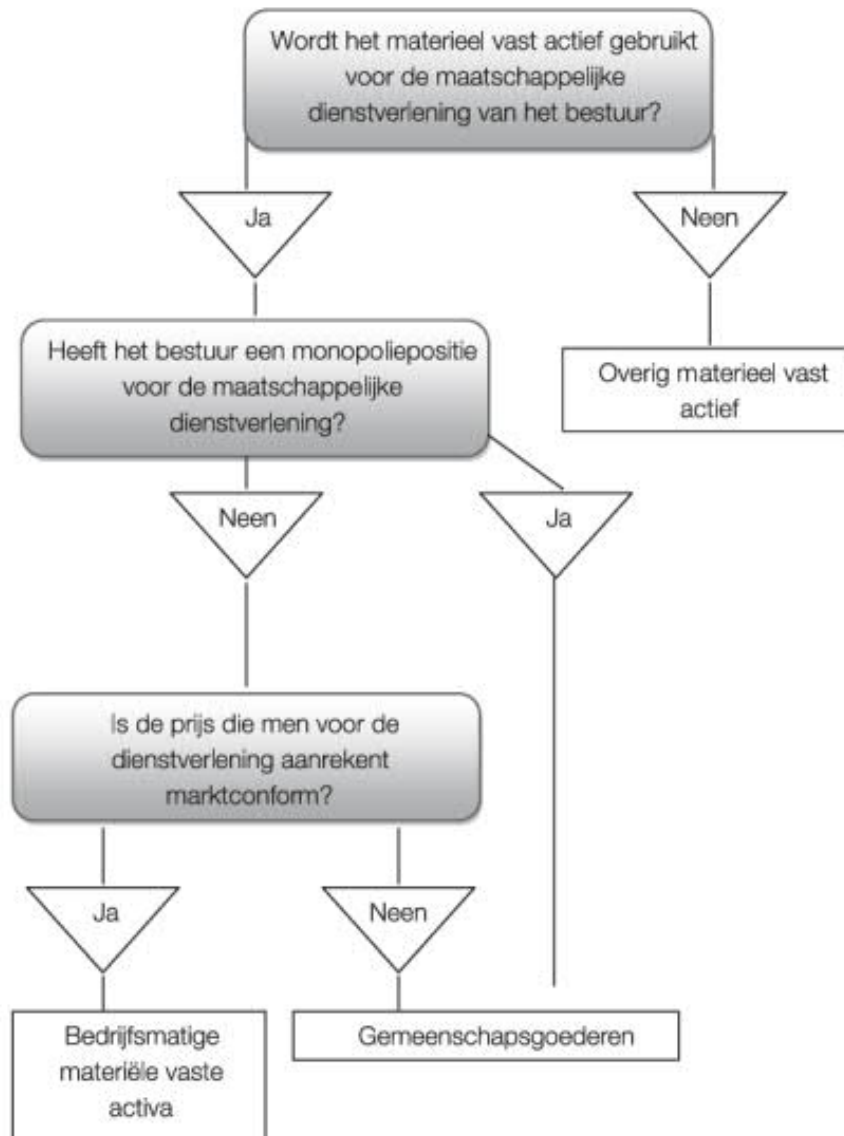 Wordt het materieel vast actief gebruikt
voor de maatschappelijke
dienstverlening van het bestuur?
Ja
Neen
Heeft het bestuur een monopoliepositie
voor de maatschappelijke
dienstverlening?
Overig materieel vast
actief
Neen
Ja
Is de prijs die men voor de
dienstverlening aanrekent
marktconform?
Ja
Neen
Bedrijfsmatige
materiële vaste
activa
Gemeenschapsgoederen